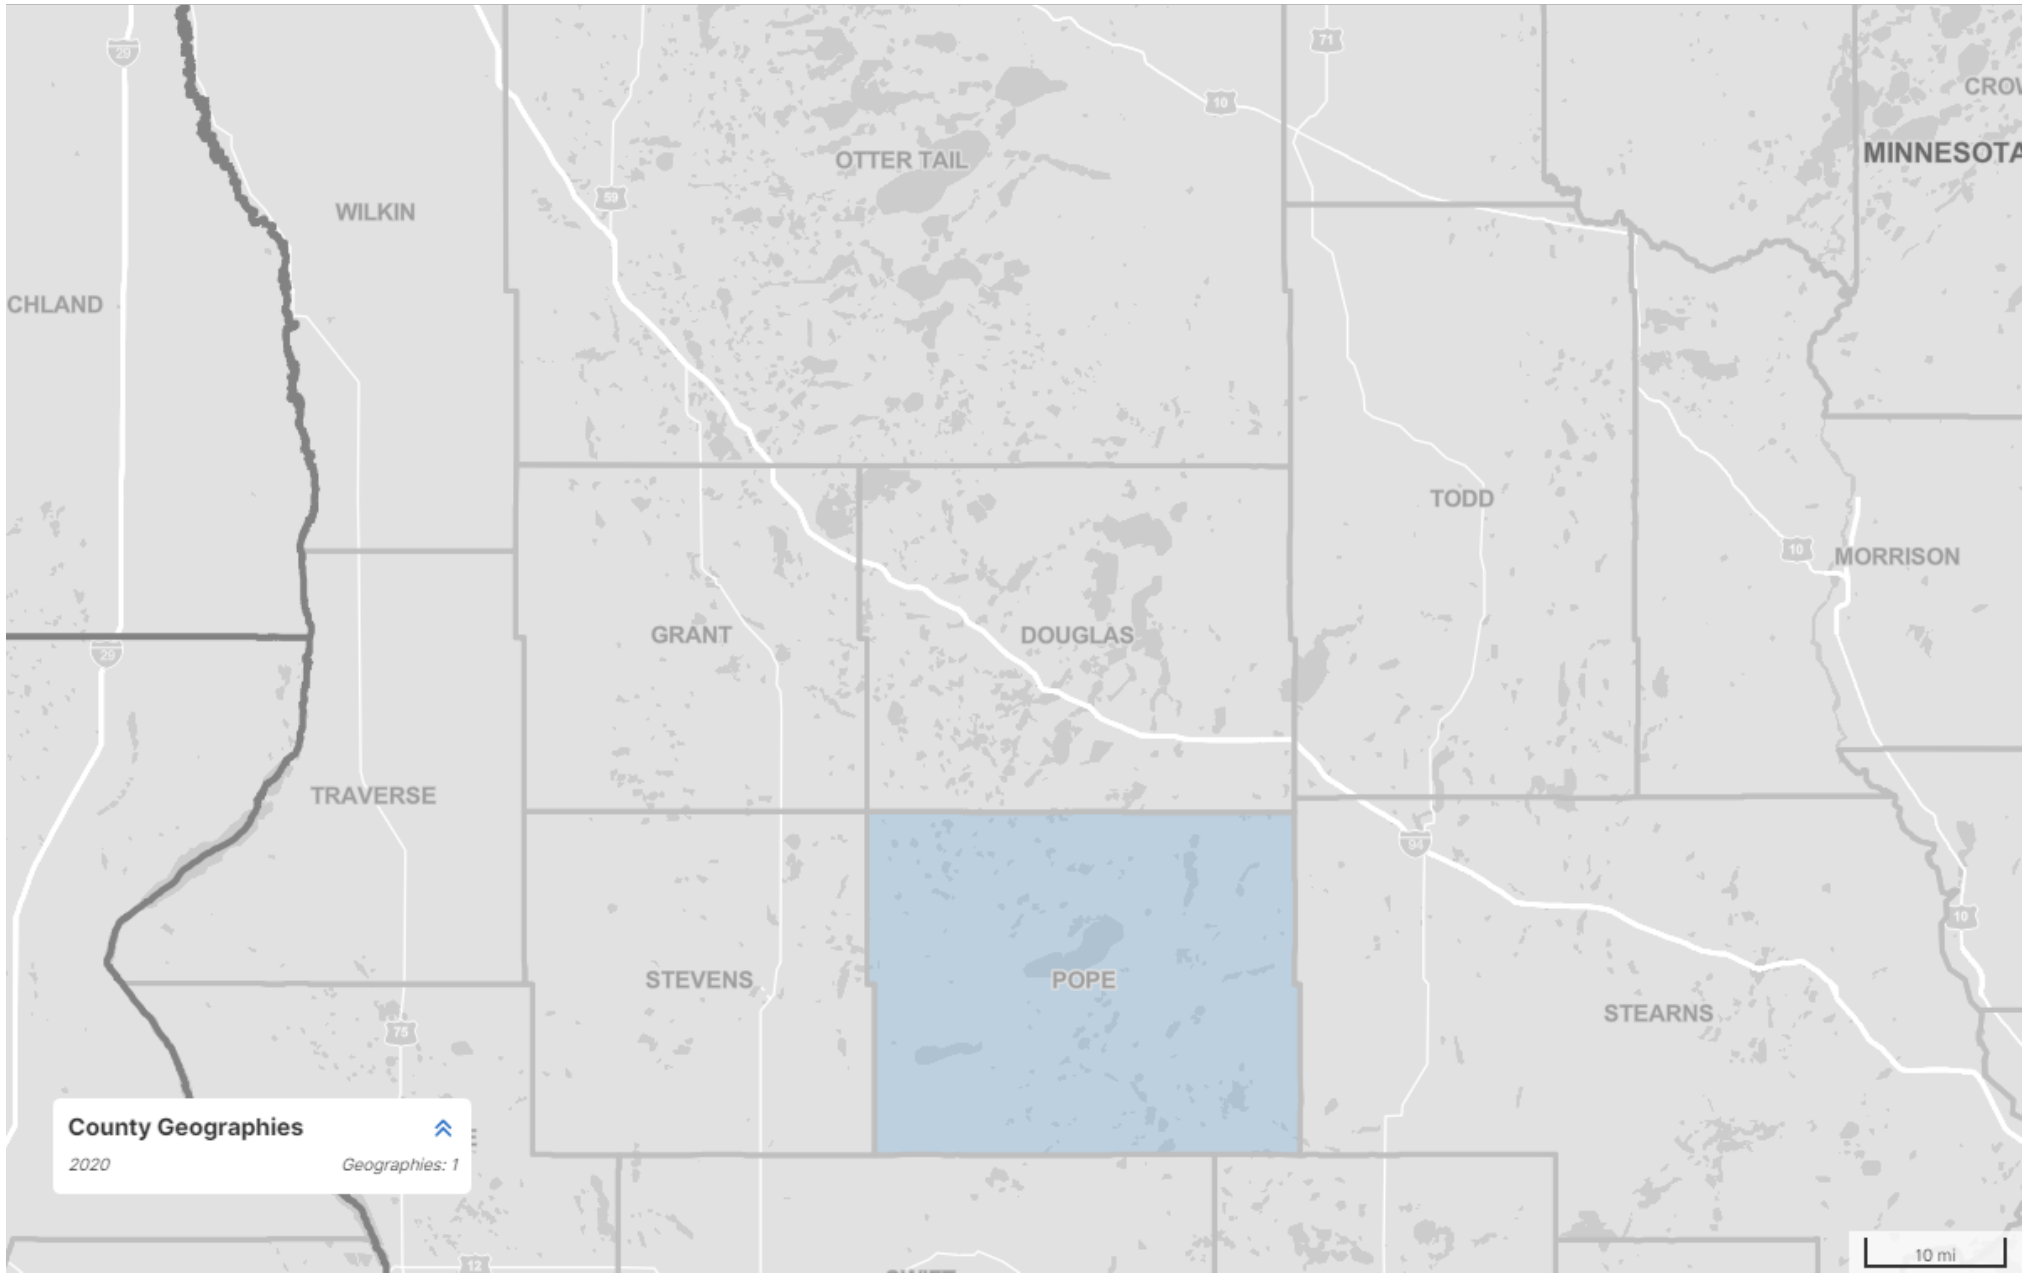 29
71
CROW
10
MINNESOTA
OTTER TAIL
59
WILKIN
CHLAND
TODD
10
MORRISON
GRANT
DOUGLAS
29
TRAVERSE
94
10
STEVENS
POPE
STEARNS
75
County Geographies
E
2020
Geographies: 1
12
10 mi